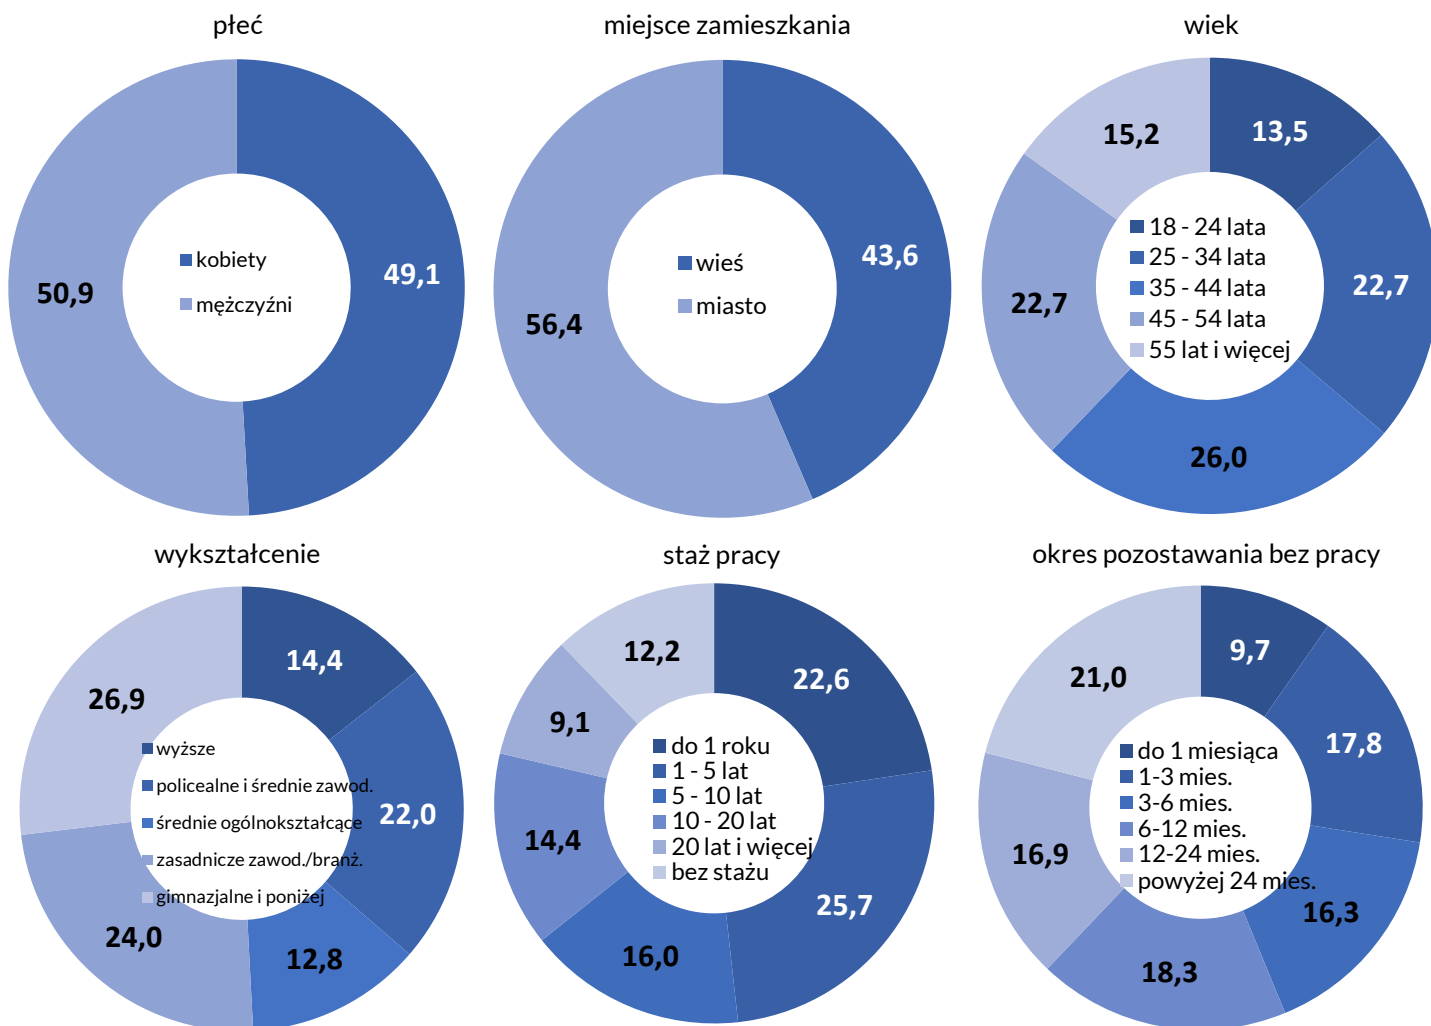 płeć
50,9
49,1
kobiety
mężczyźni
miejsce zamieszkania
56,4
43,6
wieś
miasto
wiek
15,2
13,5
22,7
22,7
26,0
18 - 24 lata
25 - 34 lata
35 - 44 lata
45 - 54 lata
55 lat i więcej
wykształcenie
14,4
26,9
22,0
24,0
12,8
wyższe
policealne i średnie zawod.
średnie ogólnokształcące
zasadnicze zawod./branż.
gimnazjalne i poniżej
staż pracy
12,2
22,6
9,1
14,4
25,7
16,0
do 1 roku
1 - 5 lat
5 - 10 lat
10 - 20 lat
20 lat i więcej
bez stażu
okres pozostawania bez pracy
9,7
21,0
17,8
16,9
16,3
18,3
do 1 miesiąca
1-3 mies.
3-6 mies.
6-12 mies.
12-24 mies.
powyżej 24 mies.